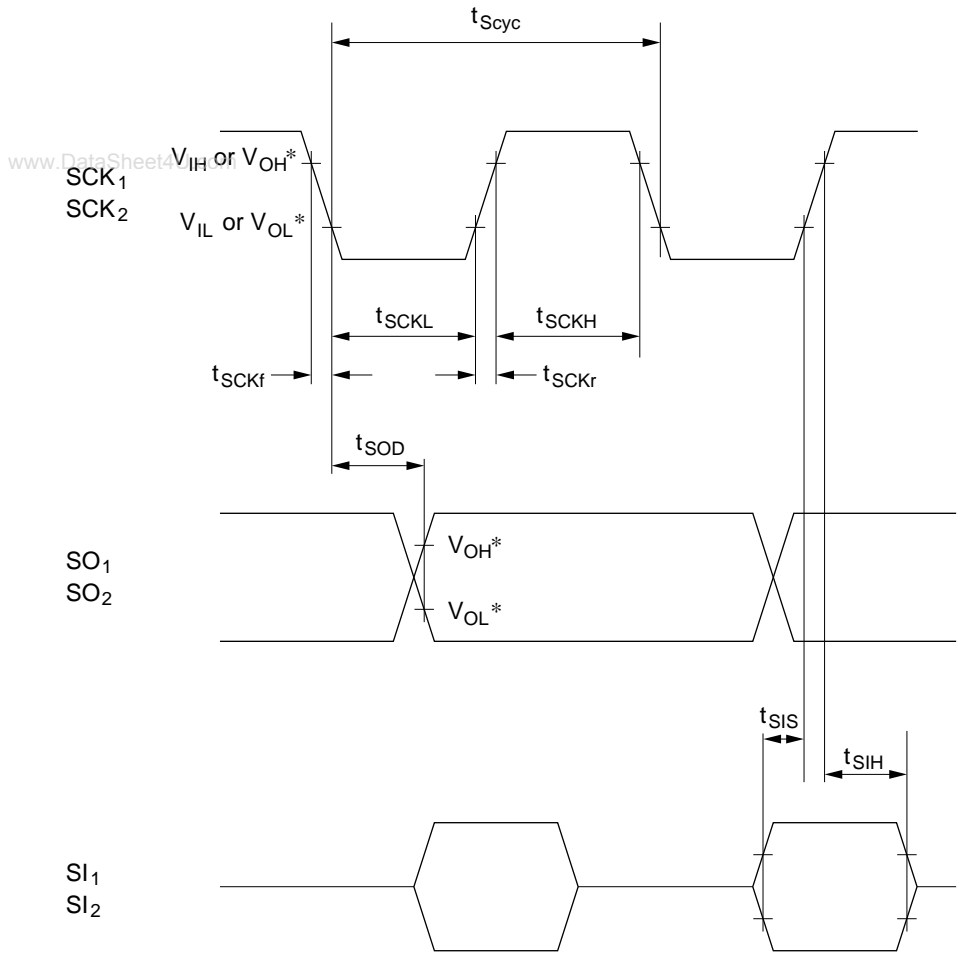 tScyc
www.DataSheet4U.com
VIH or VOH*
SCK1
SCK2
VIL or VOL*
tSCKL
tSCKH
tSCKf
tSCKr
tSOD
SO1
SO2
VOH*
VOL*
tSIS
tSIH
SI1
SI2